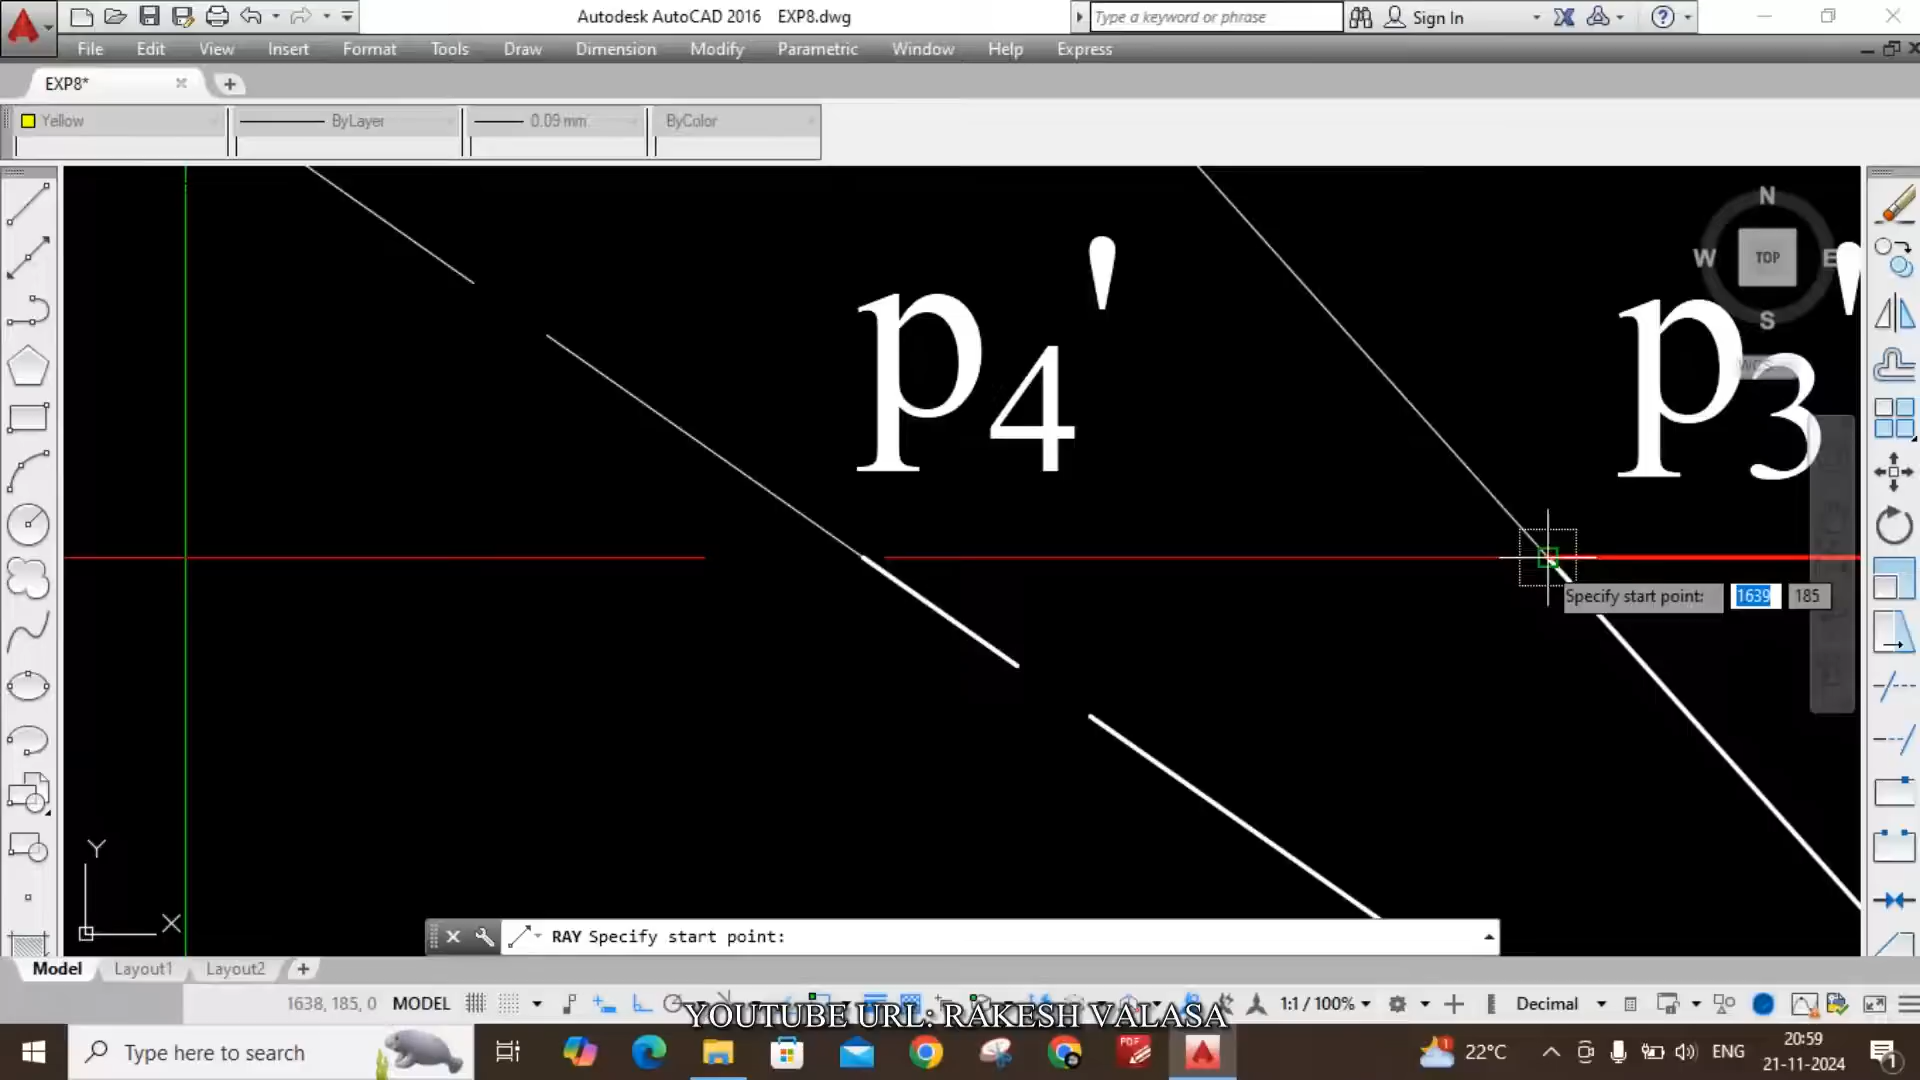 Autodesk AutoCAD 2016 EXP8.dwg
Type a keyword or phrase
Sign In
File Edit View Insert Format Tools Draw Dimension Modify Parametric Window Help Express
EXP8*
Yellow ByLayer 0.09 mm ByColor
N
W TOP E
S
p4'
p3'
Specify start point: 1639 185
Y
X
RAY Specify start point:
Model Layout1 Layout2
1638, 185, 0 MODEL 1:1 / 100% Decimal
YOUTUBE URL: RAKESH VALASA
Type here to search
22°C ENG
20:59
21-11-2024